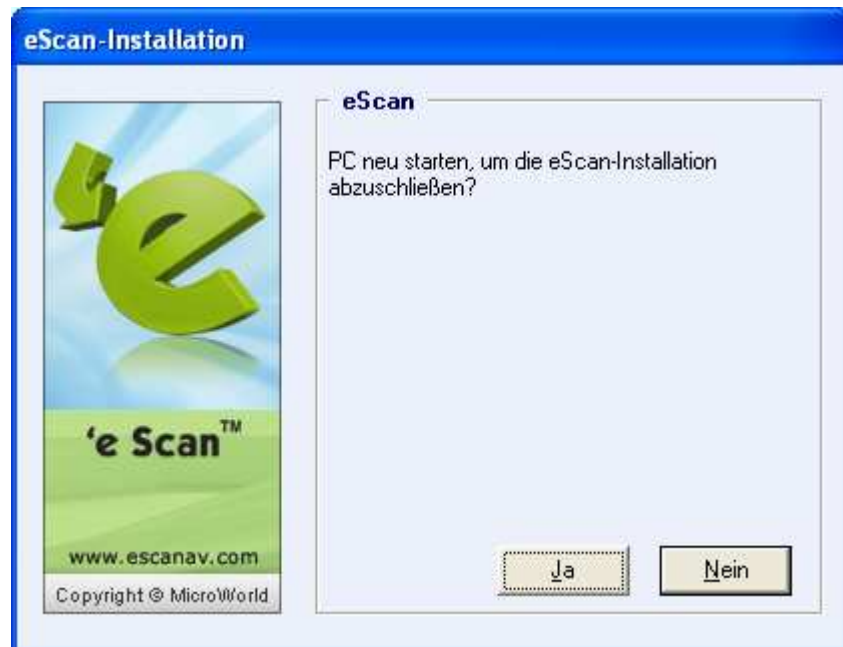 eScan-Installation
eScan
PC neu starten, um die eScan-Installation
abzuschließen?
‘e Scan™
www.escanav.com
Copyright © MicroWorld
Ja
Nein